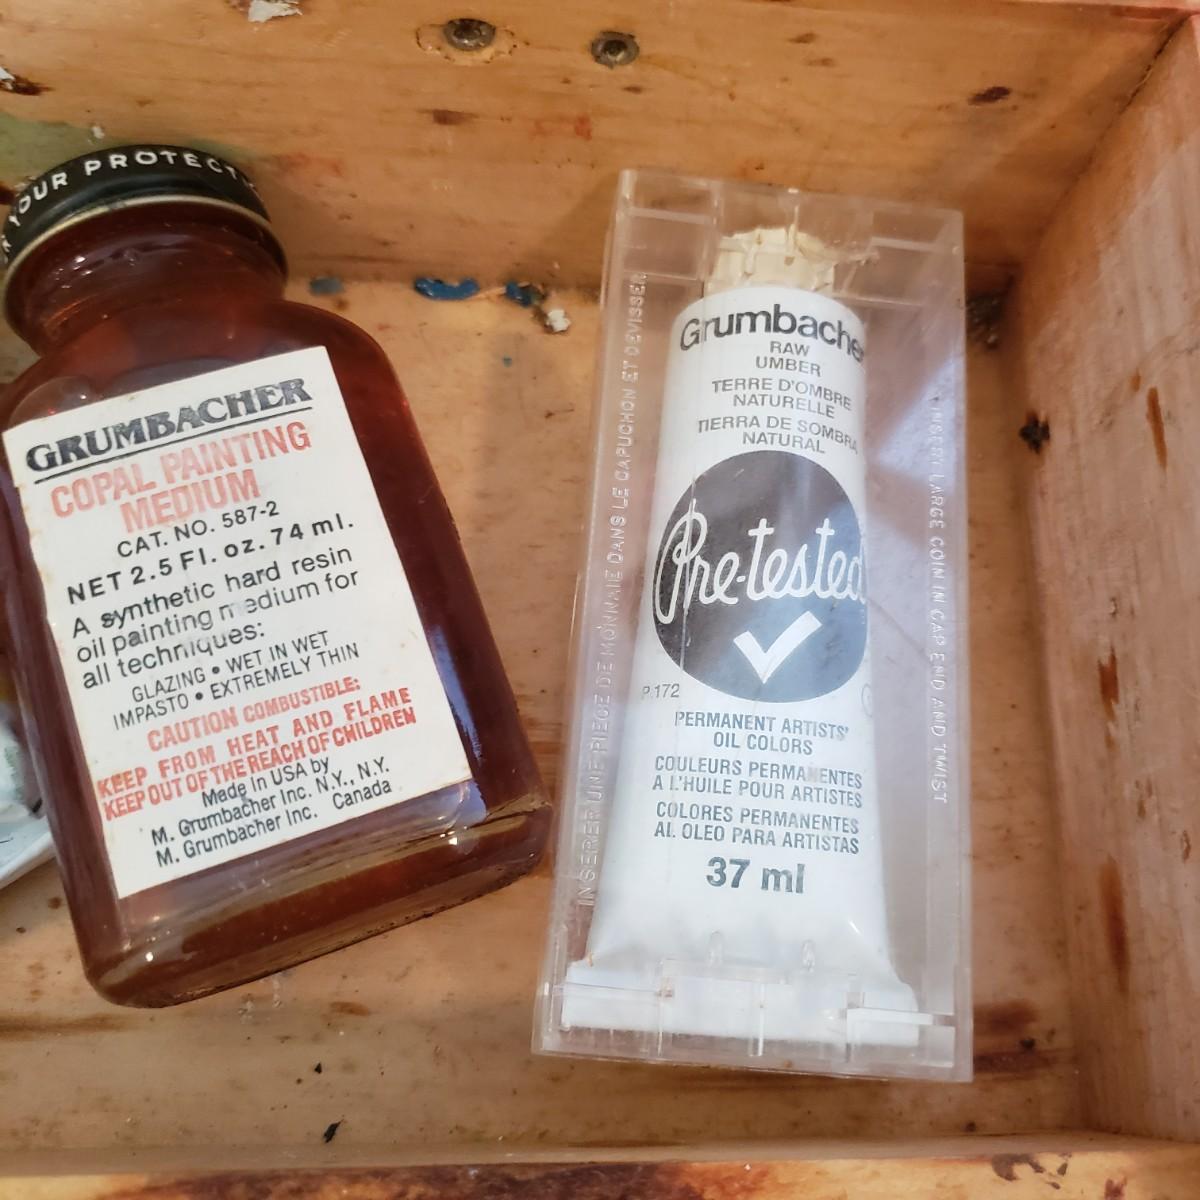 YOUR PROTECT
GRUMBACHER
COPAL PAINTING
MEDIUM
CAT. NO. 587-2
NET 2.5 Fl. oz. 74 ml.
A synthetic hard resin
oil painting medium for
all techniques:
GLAZING • WET IN WET
IMPASTO • EXTREMELY THIN
CAUTION COMBUSTIBLE:
KEEP FROM HEAT AND FLAME
KEEP OUT OF THE REACH OF CHILDREN
Made in USA by
M. Grumbacher Inc. N.Y., N.Y.
M. Grumbacher Inc. Canada
INSERER UNE PIECE DE MONNAIE DANS LE CAPUCHON ET DEVISSER
Grumbacher
RAW
UMBER
TERRE D'OMBRE
NATURELLE
TIERRA DE SOMBRA
NATURAL
Pre-tested
P.172
PERMANENT ARTISTS'
OIL COLORS
COULEURS PERMANENTES
A L'HUILE POUR ARTISTES
COLORES PERMANENTES
AL OLEO PARA ARTISTAS
37 ml
INSERT LARGE COIN IN CAP END AND TWIST